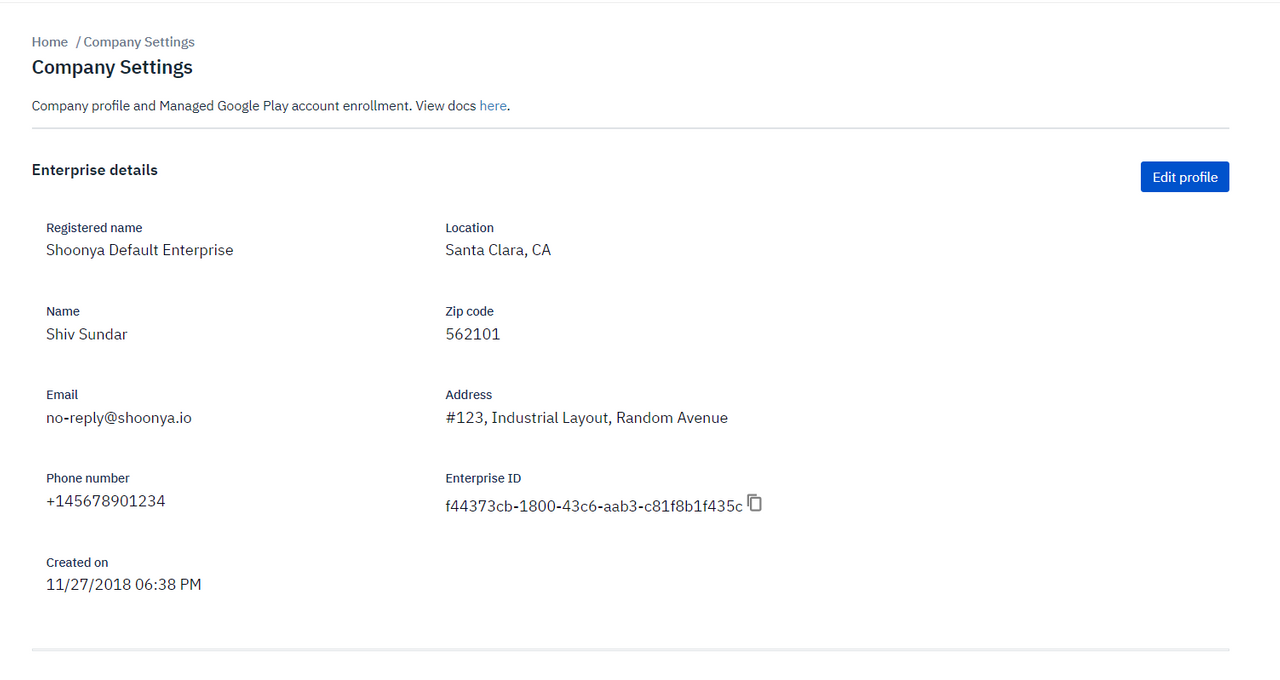 Home / Company Settings
Company Settings
Company profile and Managed Google Play account enrollment. View docs here.
Enterprise details
Edit profile
Registered name
Shoonya Default Enterprise
Location
Santa Clara, CA
Name
Shiv Sundar
Zip code
562101
Email
no-reply@shoonya.io
Address
#123, Industrial Layout, Random Avenue
Phone number
+145678901234
Enterprise ID
f44373cb-1800-43c6-aab3-c81f8b1f435c
Created on
11/27/2018 06:38 PM